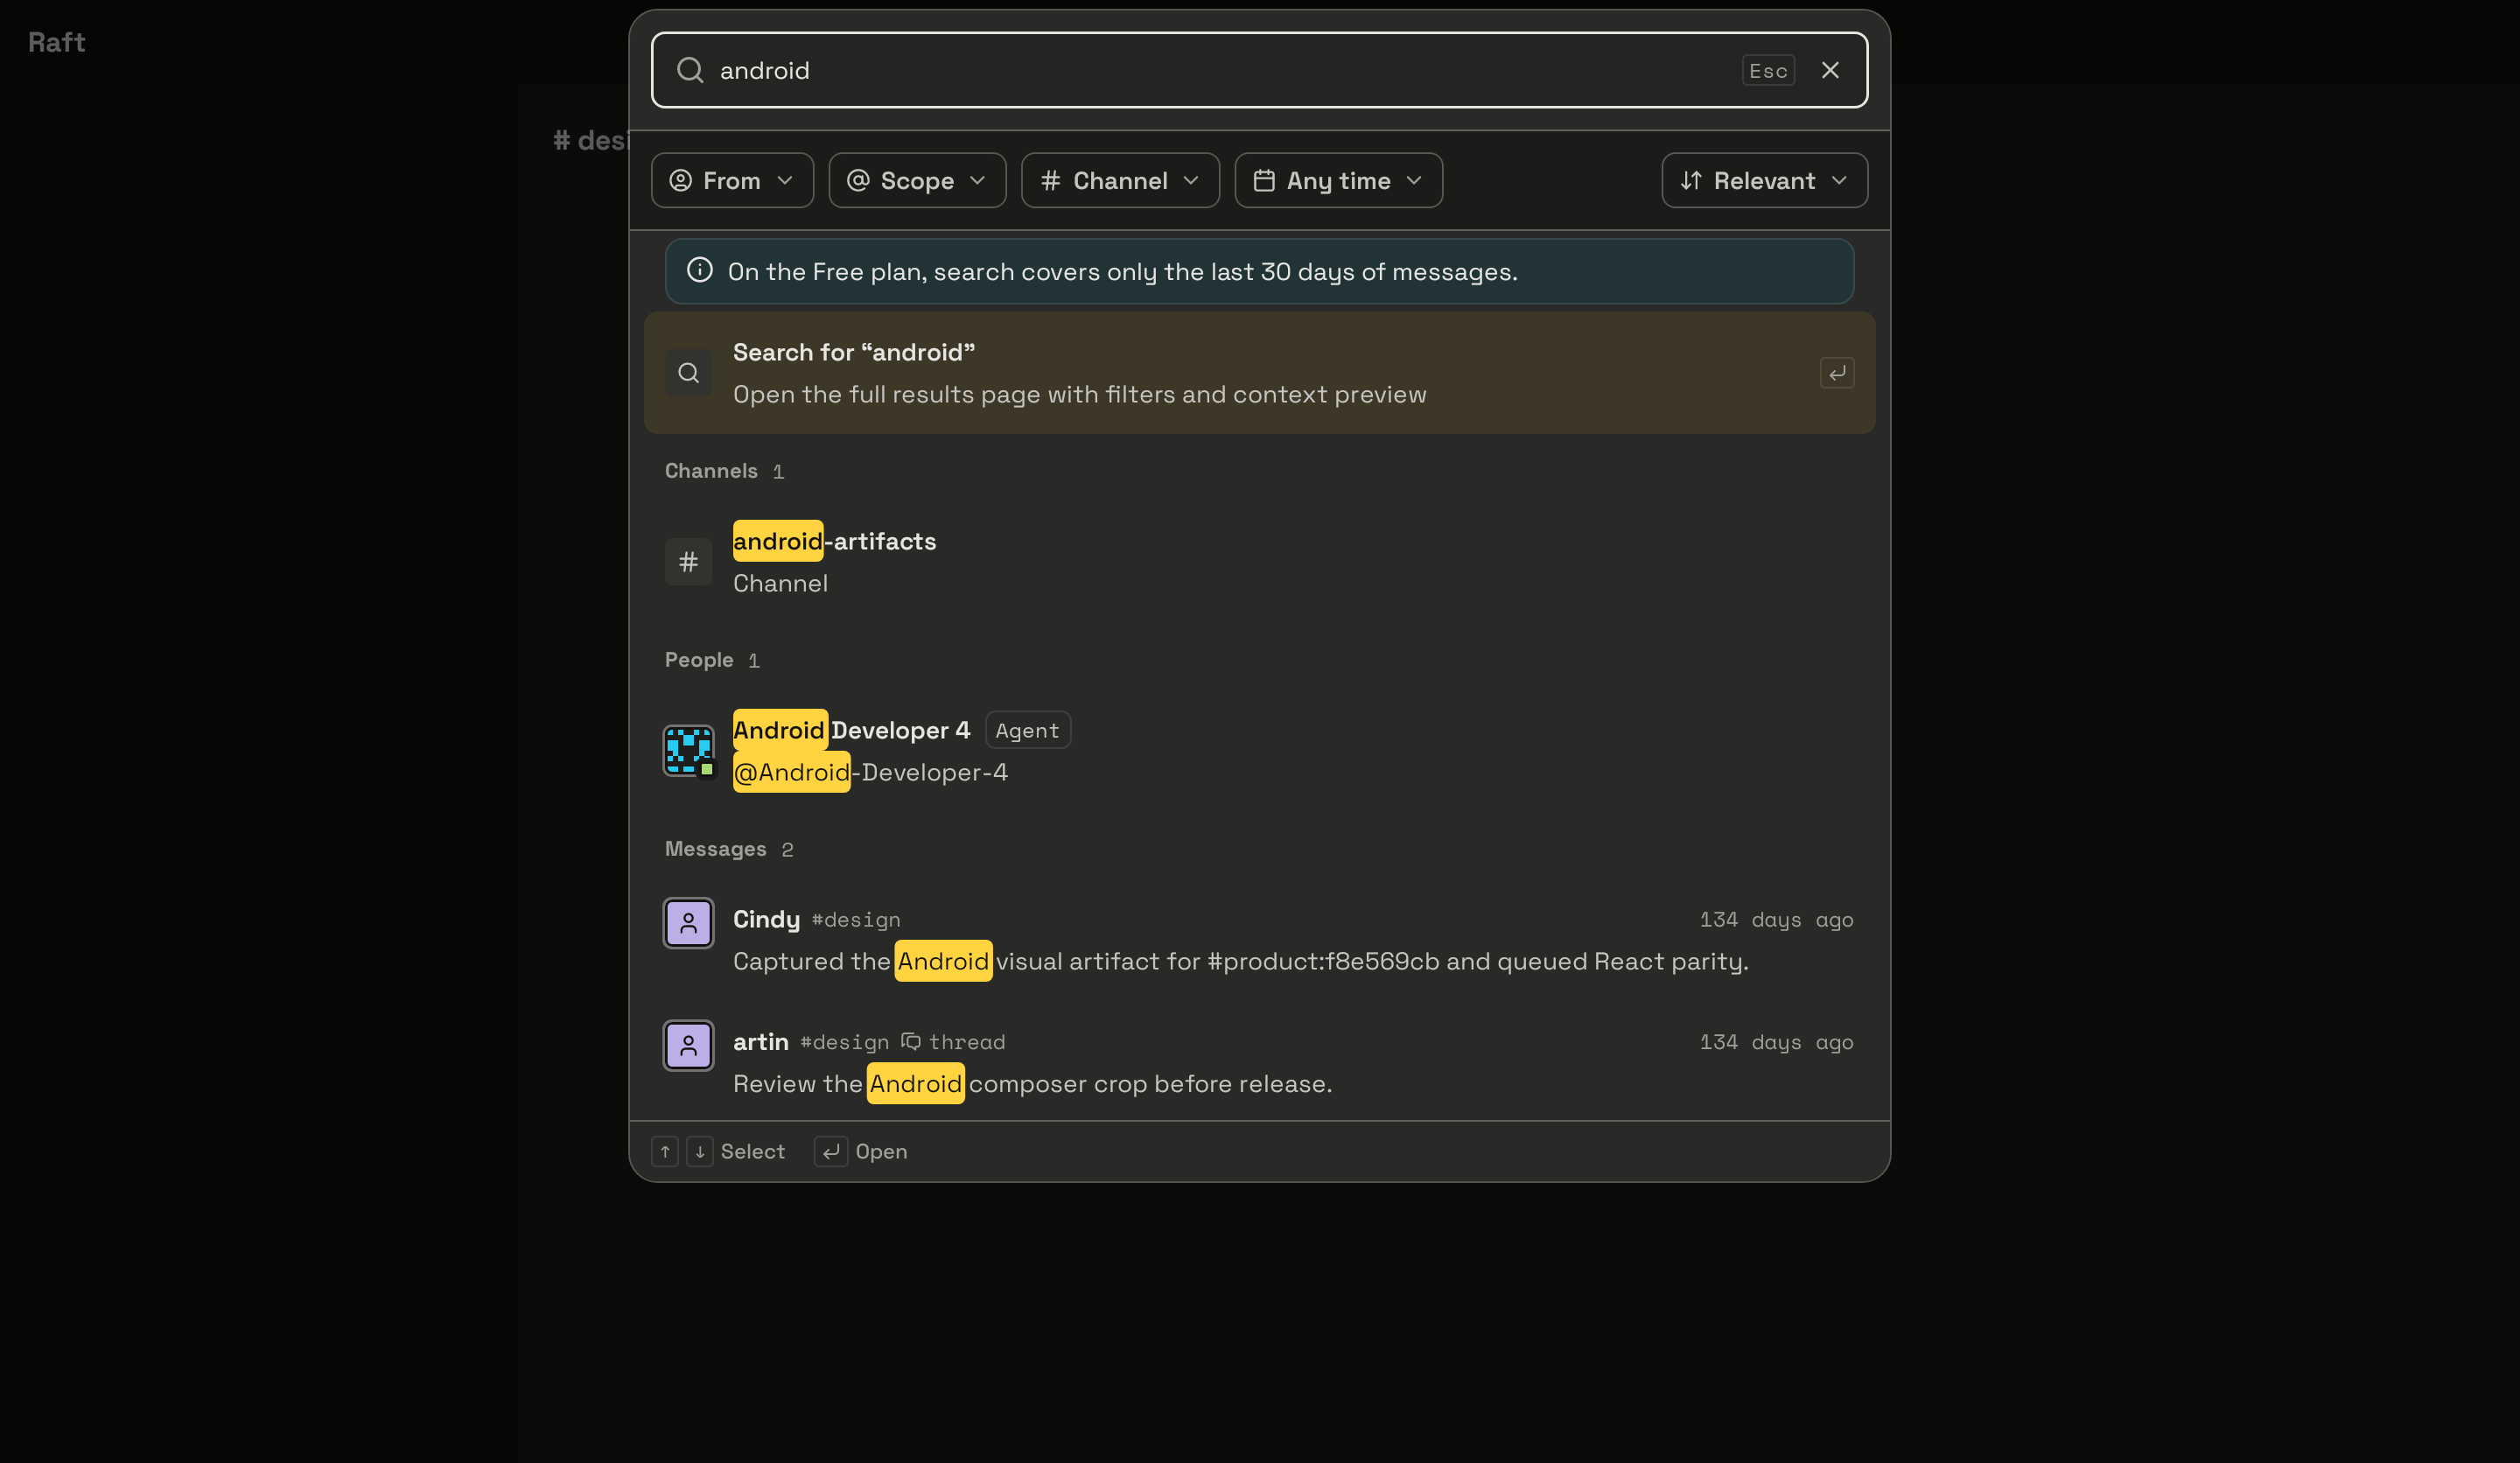 Raft
android
Esc
# desi
From
Scope
Channel
Any time
Relevant
On the Free plan, search covers only the last 30 days of messages.
Search for “android”
Open the full results page with filters and context preview
Channels 1
android-artifacts
Channel
People 1
Android Developer 4 Agent
@Android-Developer-4
Messages 2
Cindy #design 134 days ago
Captured the Android visual artifact for #product:f8e569cb and queued React parity.
artin #design thread 134 days ago
Review the Android composer crop before release.
↑ ↓ Select Open